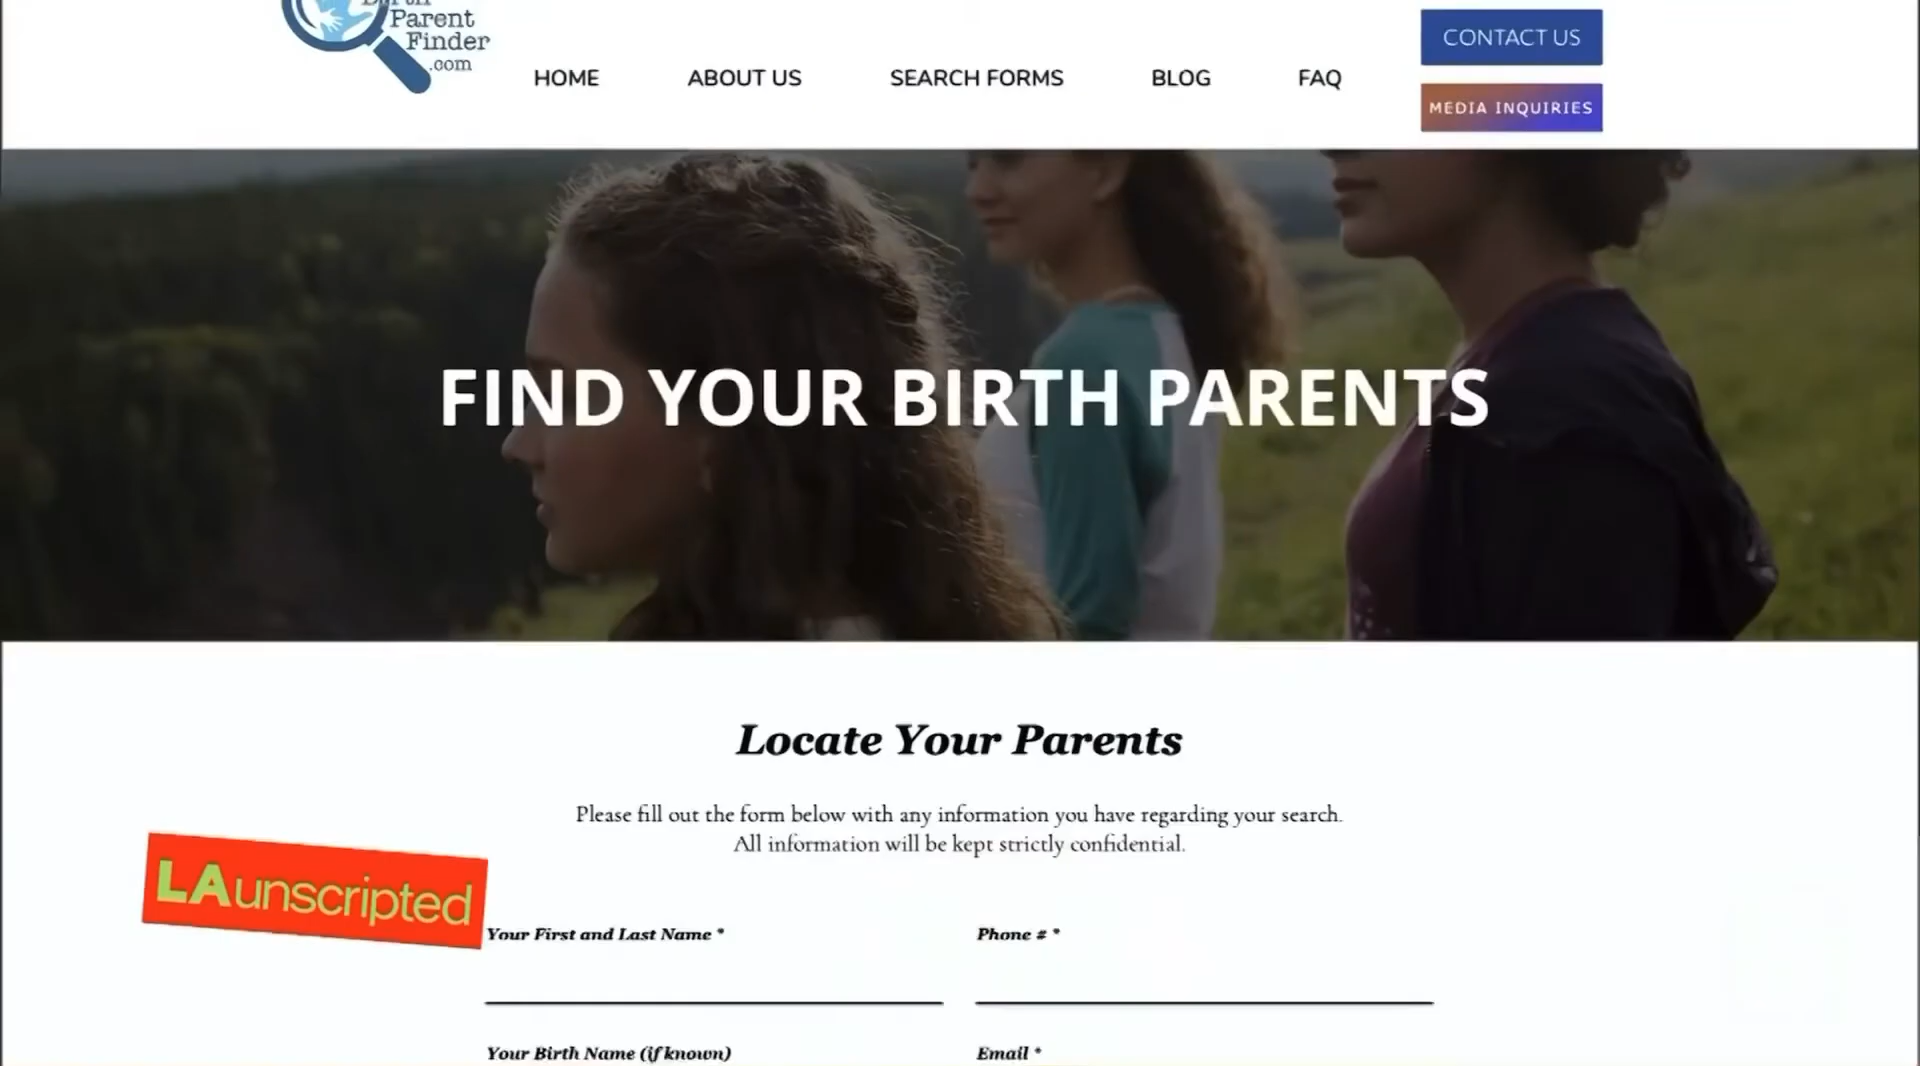 Birth
Parent
Finder
.com
HOME
ABOUT US
SEARCH FORMS
BLOG
FAQ
CONTACT US
MEDIA INQUIRIES
FIND YOUR BIRTH PARENTS
Locate Your Parents
Please fill out the form below with any information you have regarding your search.
All information will be kept strictly confidential.
LAunscripted
Your First and Last Name *
Phone # *
Your Birth Name (if known)
Email *